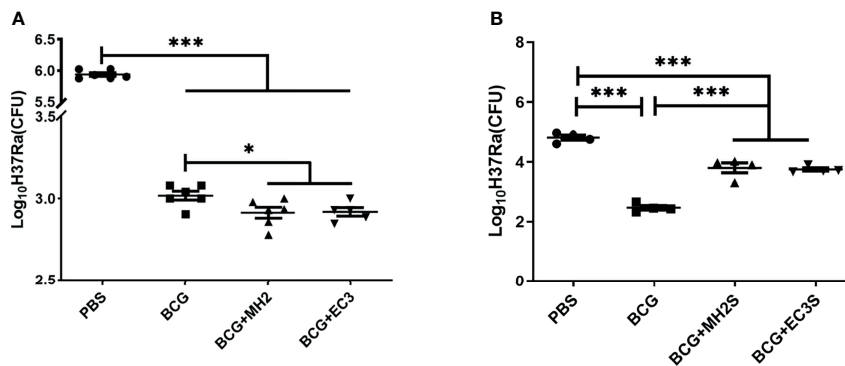 A
Log10H37Ra(CFU)
6.5
6.0
5.5
3.5
3.0
2.5
***
*
PBS
BCG
BCG+MH2
BCG+EC3
B
Log10H37Ra(CFU)
8
6
4
2
0
***
***
***
PBS
BCG
BCG+MH2S
BCG+EC3S